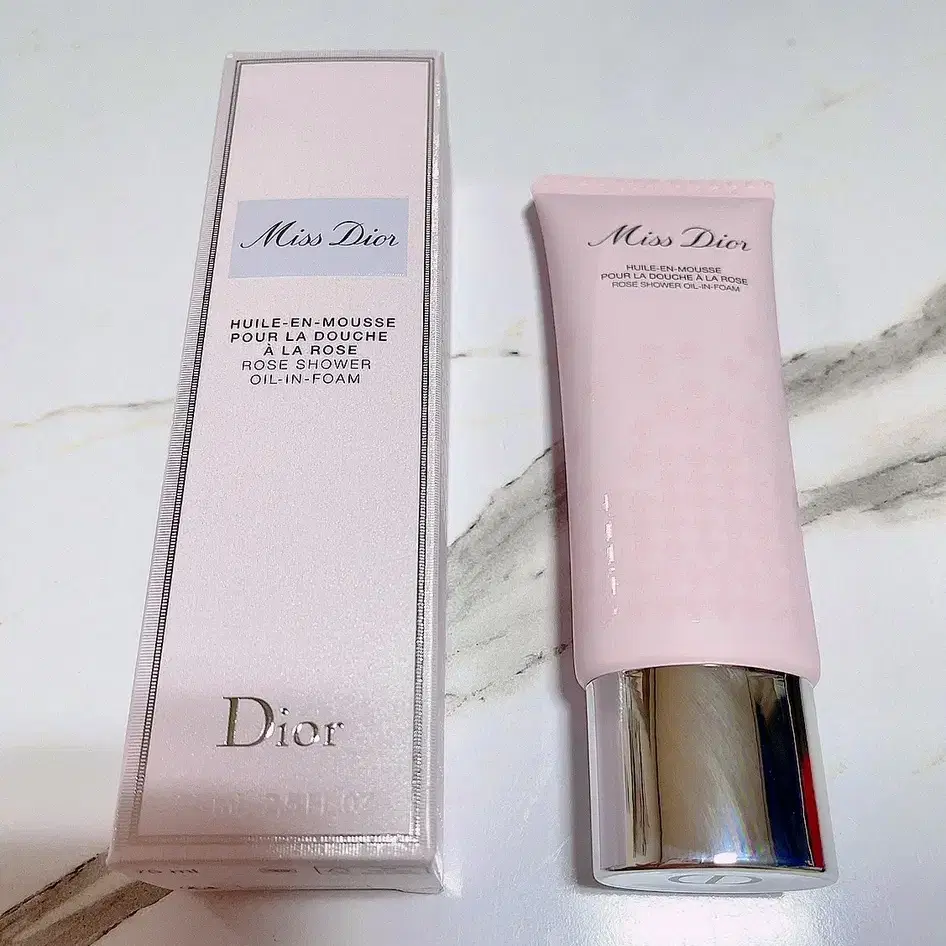 Miss Dior
HUILE-EN-MOUSSE
POUR LA DOUCHE
À LA ROSE
ROSE SHOWER
OIL-IN-FOAM
Dior
Miss Dior
HUILE-EN-MOUSSE
POUR LA DOUCHE À LA ROSE
ROSE SHOWER OIL-IN-FOAM